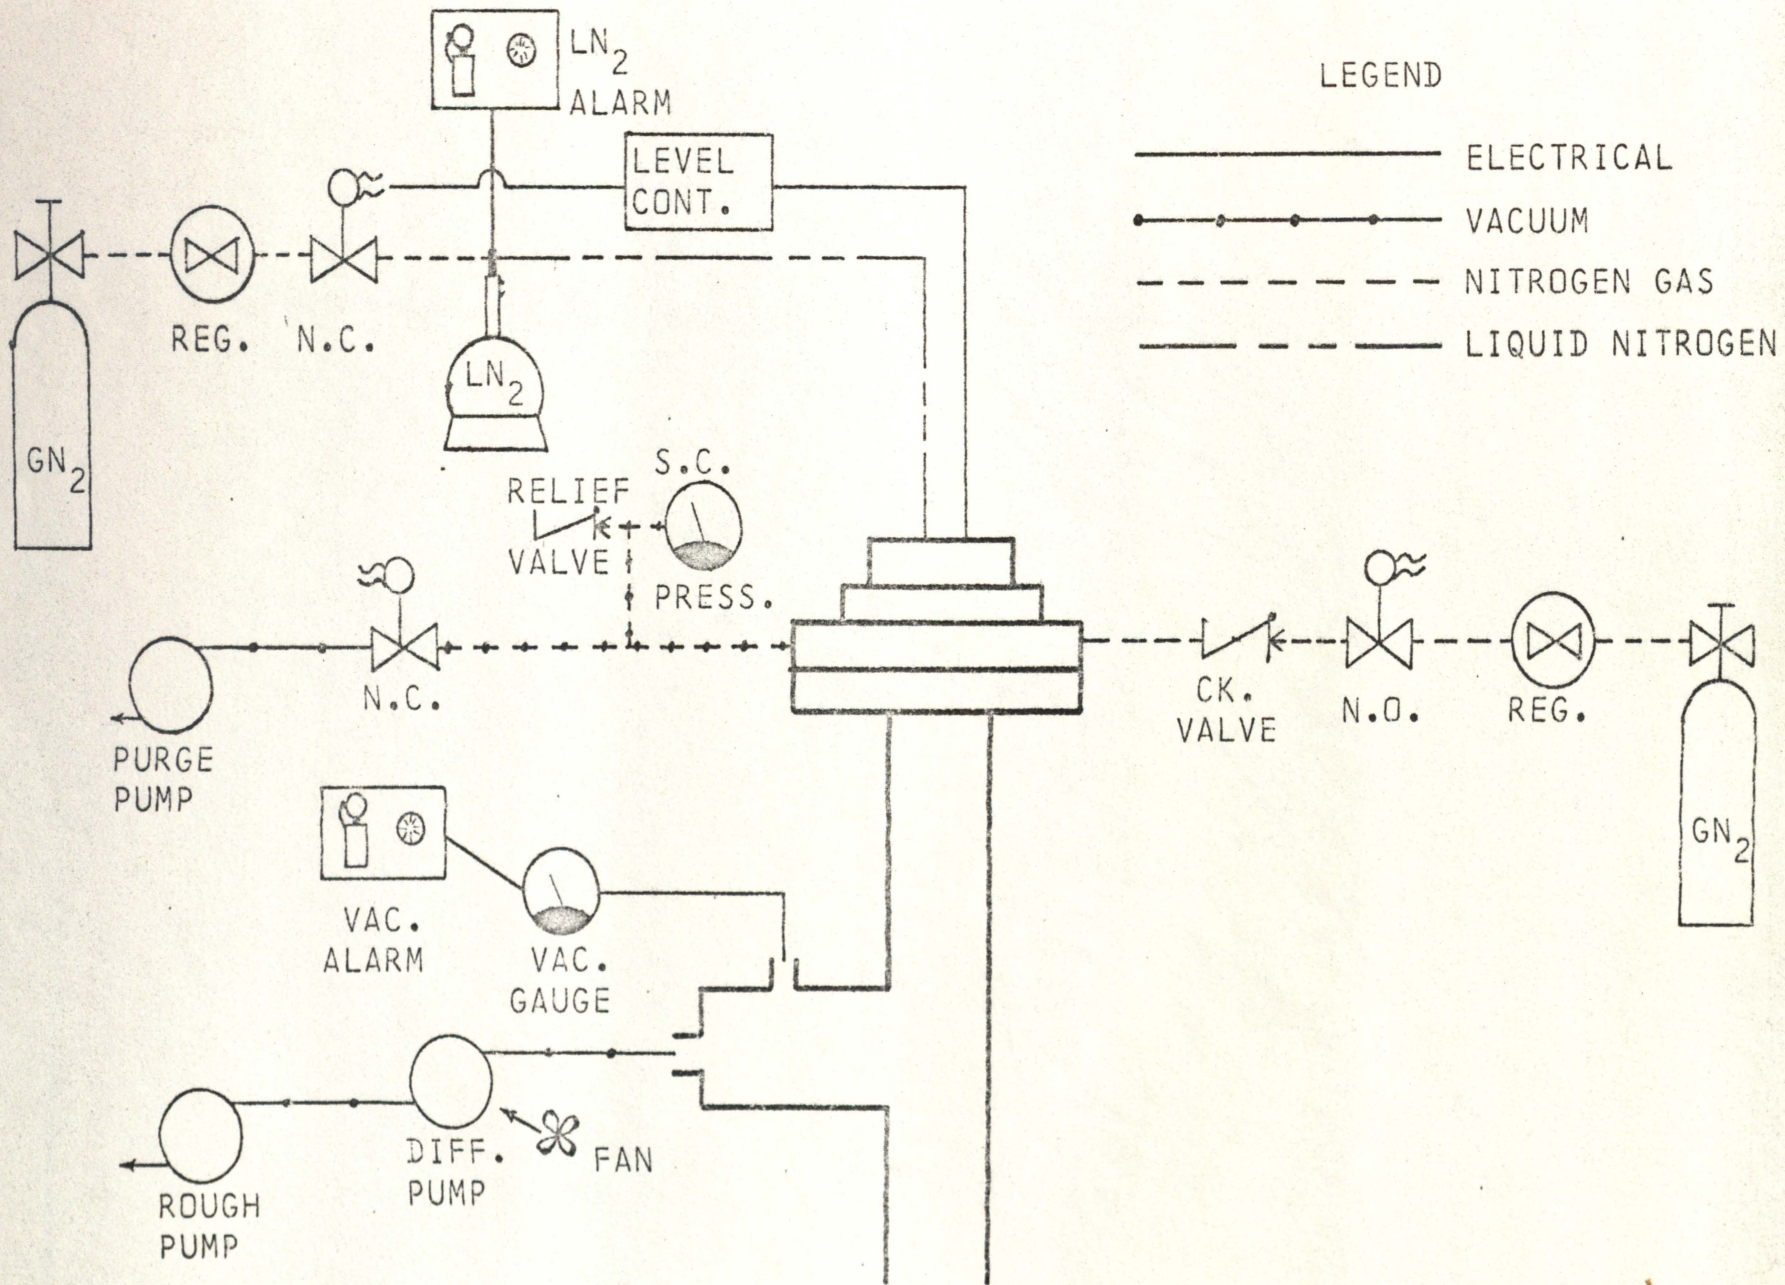 LN2
ALARM
LEGEND
LEVEL
CONT.
ELECTRICAL
VACUUM
NITROGEN GAS
LIQUID NITROGEN
REG.
N.C.
LN2
GN2
S.C.
RELIEF
VALVE
PRESS.
N.C.
PURGE
PUMP
CK.
VALVE
N.O.
REG.
GN2
VAC.
ALARM
VAC.
GAUGE
DIFF.
PUMP
FAN
ROUGH
PUMP